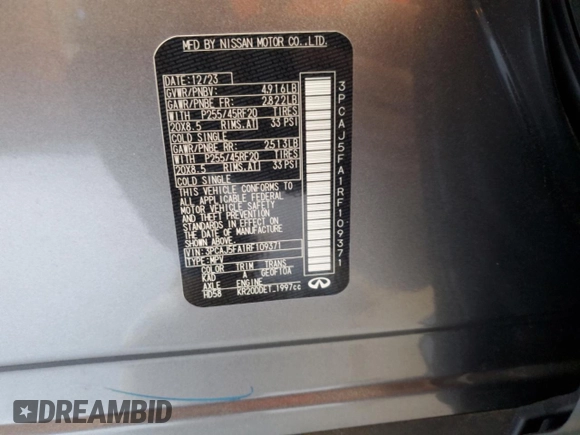 MFD BY NISSAN MOTOR CO.,LTD.
DATE: 12/23
GVWR/PNBV: 4916LB
GAWR/PNBE FR: 2822LB
WITH P255/45RF20 TIRES
20X8.5 RIMS,AT 33 PSI
COLD SINGLE
GAWR/PNBE RR: 2513LB
WITH P255/45RF20 TIRES
20X8.5 RIMS,AT 33 PSI
COLD SINGLE
THIS VEHICLE CONFORMS TO
ALL APPLICABLE FEDERAL
MOTOR VEHICLE SAFETY
AND THEFT PREVENTION
STANDARDS IN EFFECT ON
THE DATE OF MANUFACTURE
SHOWN ABOVE.
VIN: 3PCAJ5FA1RF109371
TYPE: MPV
COLOR TRIM TRANS
KAD A GE0F10A
AXLE ENGINE
HD58 KR20DDET 1997cc
3PCAJ5FA1RF109371
INFINITI
DREAMBID